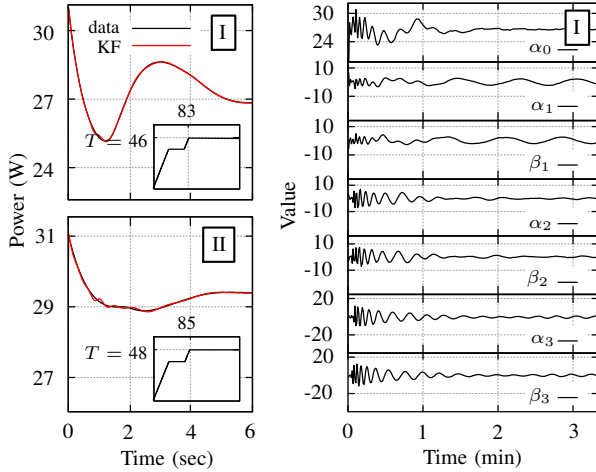 30
27
25
data
KF
I
83
T = 46
31
29
26
II
85
T = 48
0
2
4
6
Power (W)
Time (sec)
30
24
α0
I
10
-10
α1
10
-10
β1
10
-10
α2
10
-10
β2
20
-20
α3
20
-20
β3
0
1
2
3
Value
Time (min)